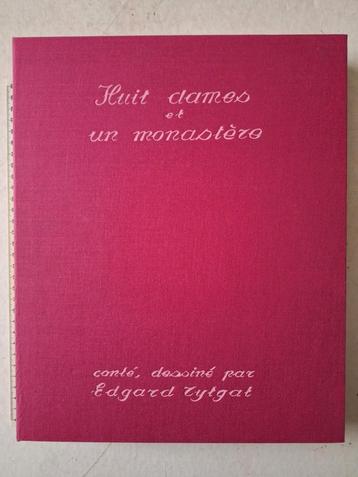 Huit dames
et
un monastère
conté, dessiné par
Edgard Tytgat